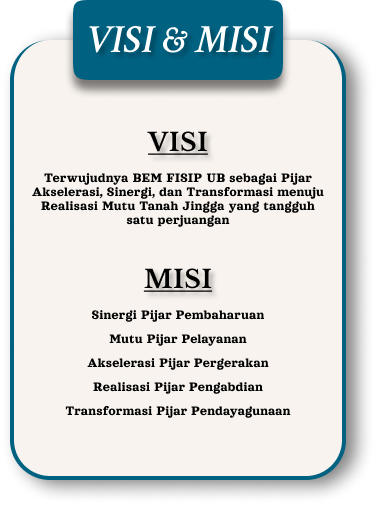 VISI & MISI
VISI
Terwujudnya BEM FISIP UB sebagai Pijar
Akselerasi, Sinergi, dan Transformasi menuju
Realisasi Mutu Tanah Jingga yang tangguh
satu perjuangan
MISI
Sinergi Pijar Pembaharuan
Mutu Pijar Pelayanan
Akselerasi Pijar Pergerakan
Realisasi Pijar Pengabdian
Transformasi Pijar Pendayagunaan